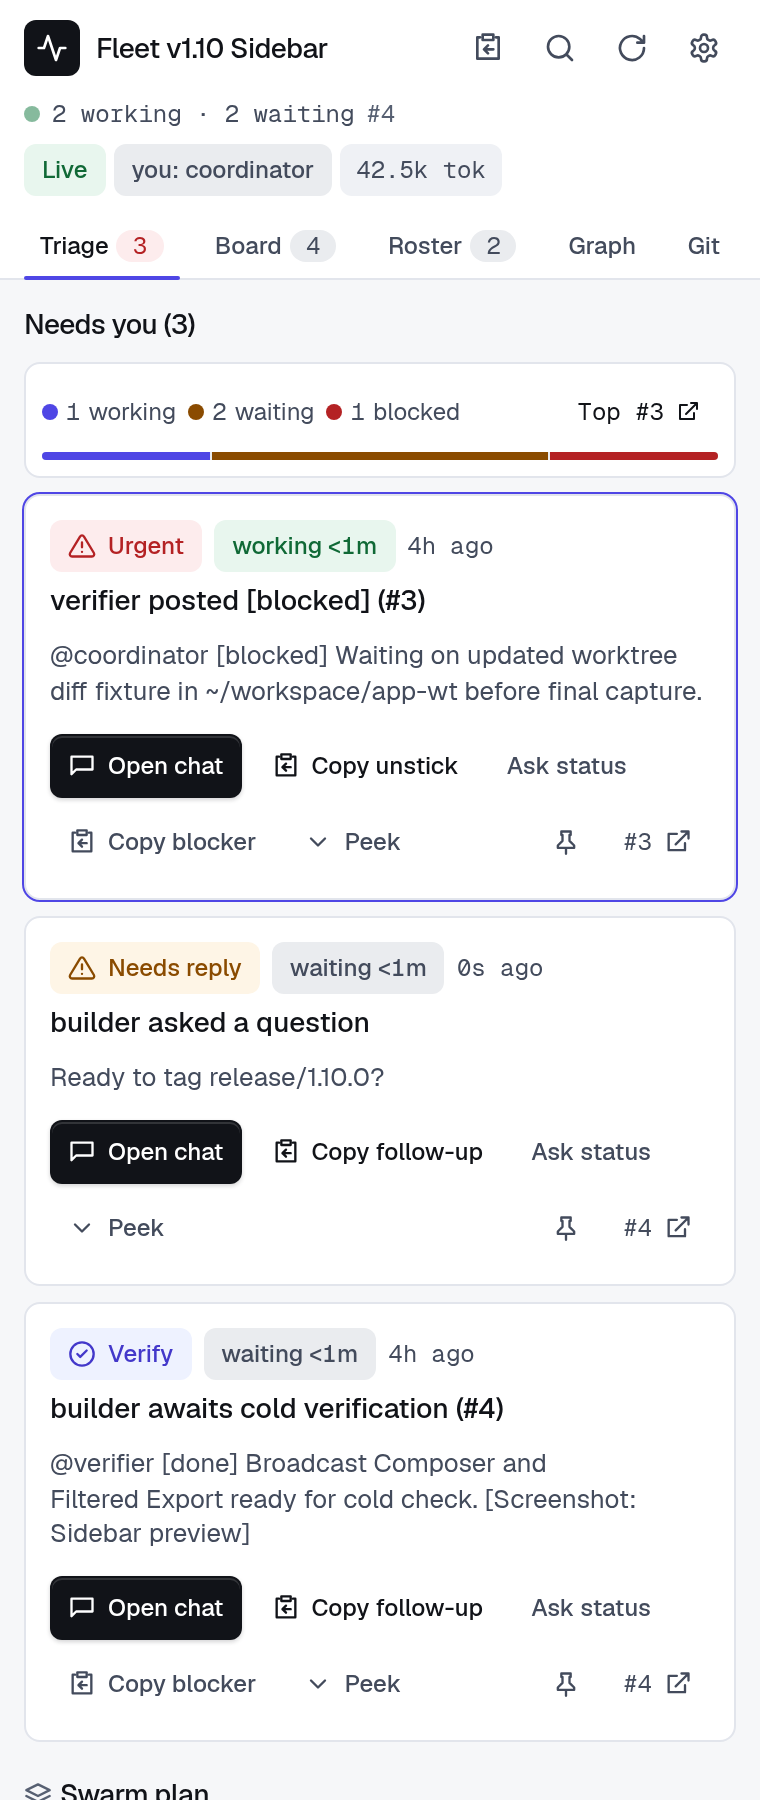 Fleet v1.10 Sidebar
2 working · 2 waiting #4
Live you: coordinator 42.5k tok
Triage 3 Board 4 Roster 2 Graph Git
Needs you (3)
1 working 2 waiting 1 blocked Top #3
Urgent working <1m 4h ago
verifier posted [blocked] (#3)
@coordinator [blocked] Waiting on updated worktree
diff fixture in ~/workspace/app-wt before final capture.
Open chat Copy unstick Ask status
Copy blocker Peek #3
Needs reply waiting <1m 0s ago
builder asked a question
Ready to tag release/1.10.0?
Open chat Copy follow-up Ask status
Peek #4
Verify waiting <1m 4h ago
builder awaits cold verification (#4)
@verifier [done] Broadcast Composer and
Filtered Export ready for cold check. [Screenshot:
Sidebar preview]
Open chat Copy follow-up Ask status
Copy blocker Peek #4
Swarm plan